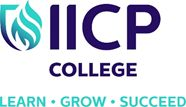 IICP
COLLEGE
LEARN • GROW • SUCCEED